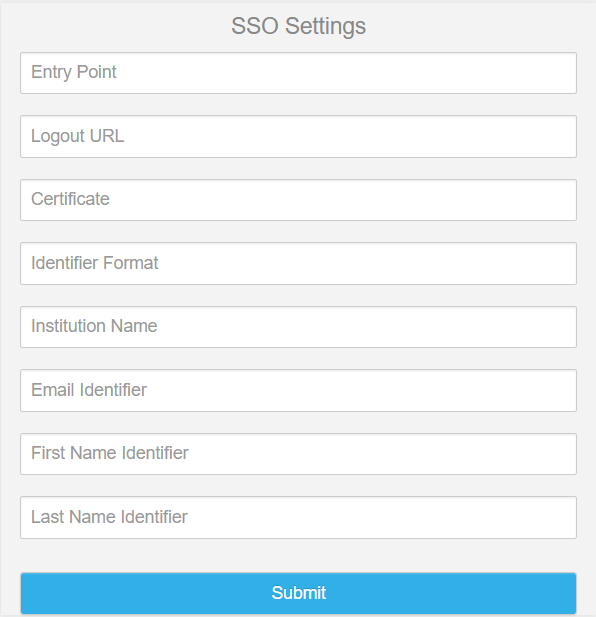 SSO Settings
Entry Point
Logout URL
Certificate
Identifier Format
Institution Name
Email Identifier
First Name Identifier
Last Name Identifier
Submit